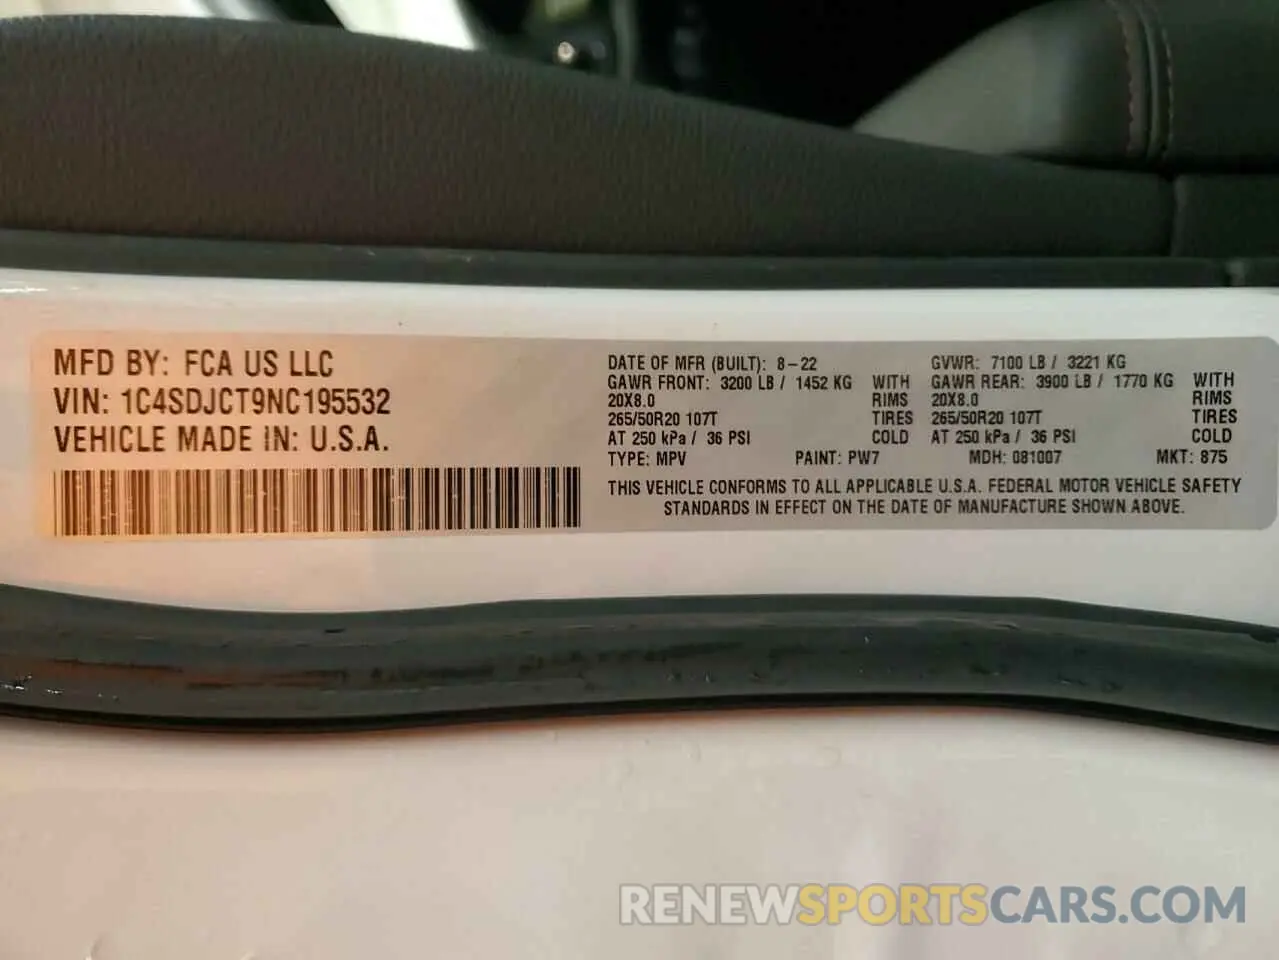 MFD BY: FCA US LLC
VIN: 1C4SDJCT9NC195532
VEHICLE MADE IN: U.S.A.
DATE OF MFR (BUILT): 8-22
GAWR FRONT: 3200 LB / 1452 KG WITH
20X8.0 RIMS
265/50R20 107T TIRES
AT 250 kPa / 36 PSI COLD
TYPE: MPV PAINT: PW7
GVWR: 7100 LB / 3221 KG
GAWR REAR: 3900 LB / 1770 KG WITH
20X8.0 RIMS
265/50R20 107T TIRES
AT 250 kPa / 36 PSI COLD
MDH: 081007 MKT: 875
THIS VEHICLE CONFORMS TO ALL APPLICABLE U.S.A. FEDERAL MOTOR VEHICLE SAFETY
STANDARDS IN EFFECT ON THE DATE OF MANUFACTURE SHOWN ABOVE.
RENEWSPORTSCARS.COM